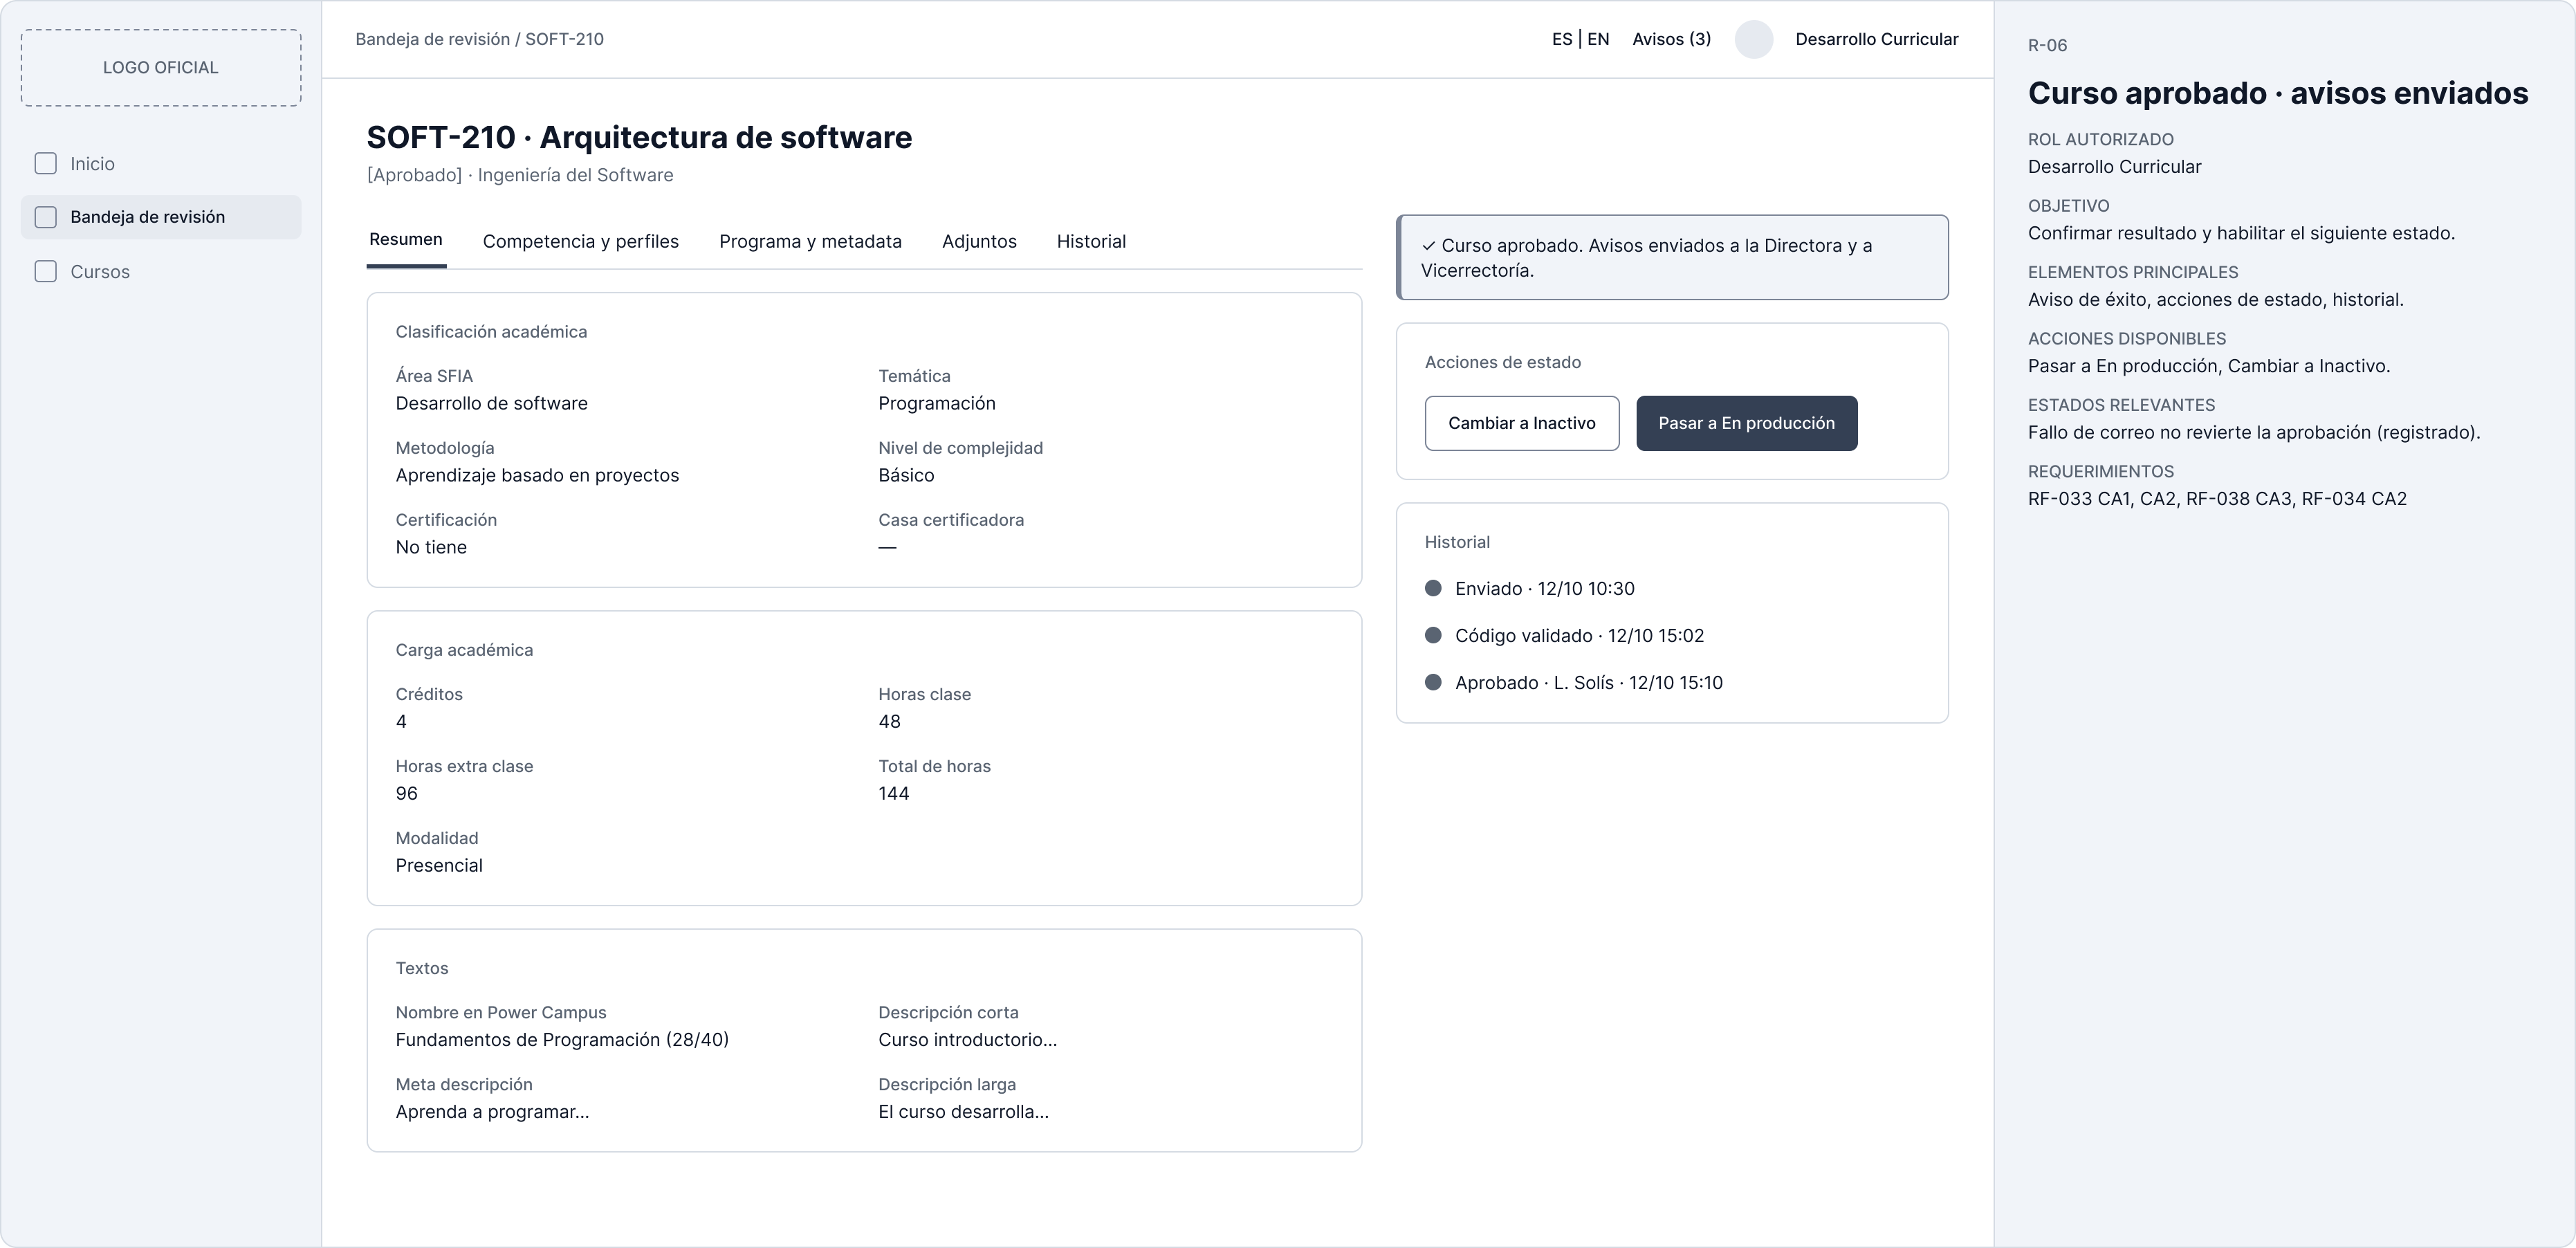 LOGO OFICIAL
Inicio
Bandeja de revisión
Cursos
Bandeja de revisión / SOFT-210
ES | EN
Avisos (3)
Desarrollo Curricular
SOFT-210 · Arquitectura de software
[Aprobado] · Ingeniería del Software
Resumen
Competencia y perfiles
Programa y metadata
Adjuntos
Historial
Clasificación académica
Área SFIA
Desarrollo de software
Temática
Programación
Metodología
Aprendizaje basado en proyectos
Nivel de complejidad
Básico
Certificación
No tiene
Casa certificadora
—
Carga académica
Créditos
4
Horas clase
48
Horas extra clase
96
Total de horas
144
Modalidad
Presencial
Textos
Nombre en Power Campus
Fundamentos de Programación (28/40)
Descripción corta
Curso introductorio...
Meta descripción
Aprenda a programar...
Descripción larga
El curso desarrolla...
✓ Curso aprobado. Avisos enviados a la Directora y a
Vicerrectoría.
Acciones de estado
Cambiar a Inactivo
Pasar a En producción
Historial
Enviado · 12/10 10:30
Código validado · 12/10 15:02
Aprobado · L. Solís · 12/10 15:10
R-06
Curso aprobado · avisos enviados
ROL AUTORIZADO
Desarrollo Curricular
OBJETIVO
Confirmar resultado y habilitar el siguiente estado.
ELEMENTOS PRINCIPALES
Aviso de éxito, acciones de estado, historial.
ACCIONES DISPONIBLES
Pasar a En producción, Cambiar a Inactivo.
ESTADOS RELEVANTES
Fallo de correo no revierte la aprobación (registrado).
REQUERIMIENTOS
RF-033 CA1, CA2, RF-038 CA3, RF-034 CA2